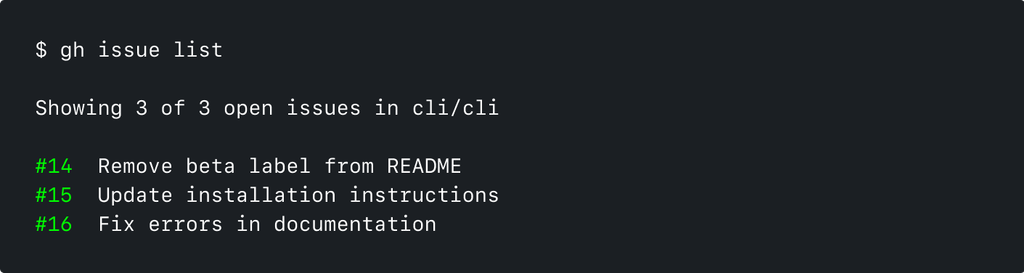 $ gh issue list
Showing 3 of 3 open issues in cli/cli
#14  Remove beta label from README
#15  Update installation instructions
#16  Fix errors in documentation